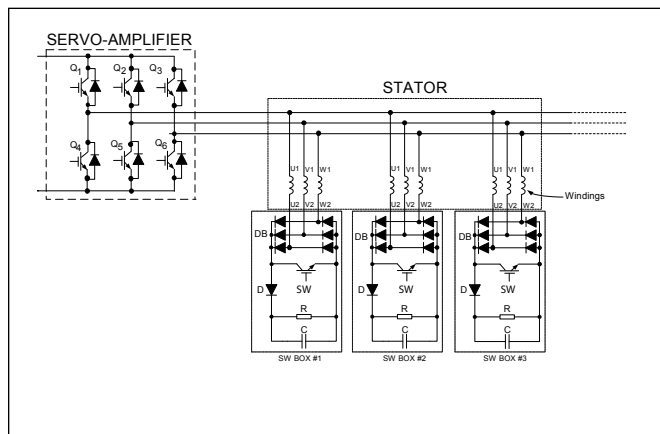 SERVO-AMPLIFIER
Q1 Q2 Q3
Q4 Q5 Q6
STATOR
U1 V1 W1 U1 V1 W1 U1 V1 W1
Windings
U2 V2 W2 U2 V2 W2 U2 V2 W2
DB DB DB
D SW D SW D SW
R R R
C C C
SW BOX #1 SW BOX #2 SW BOX #3